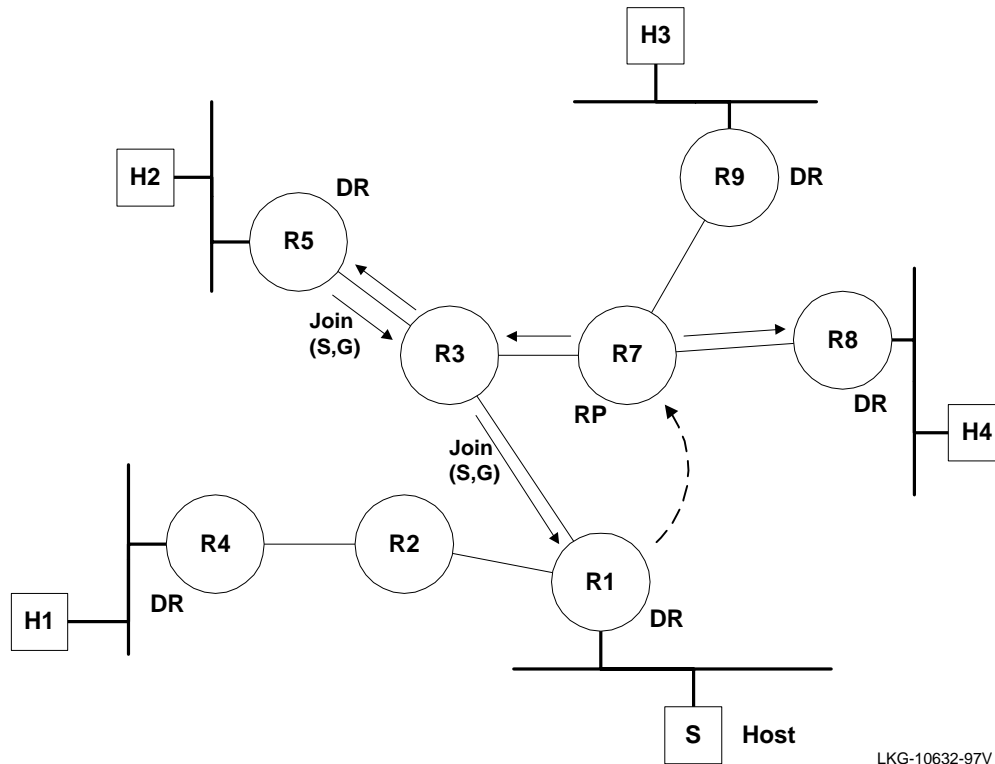 H3
H2
DR
R9
DR
R5
Join
(S,G)
R3
R7
R8
RP
DR
H4
Join
(S,G)
R4
R2
R1
DR
DR
H1
S
Host
LKG-10632-97V